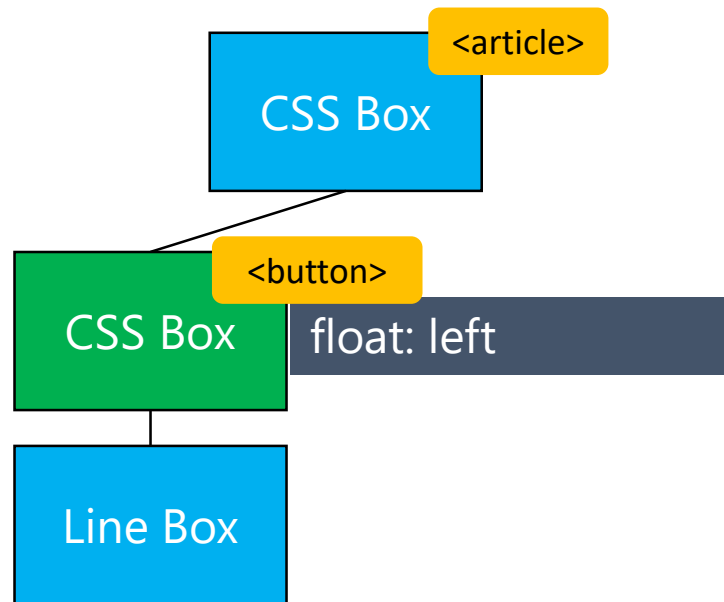 <article>
CSS Box
<button>
CSS Box
float: left
Line Box